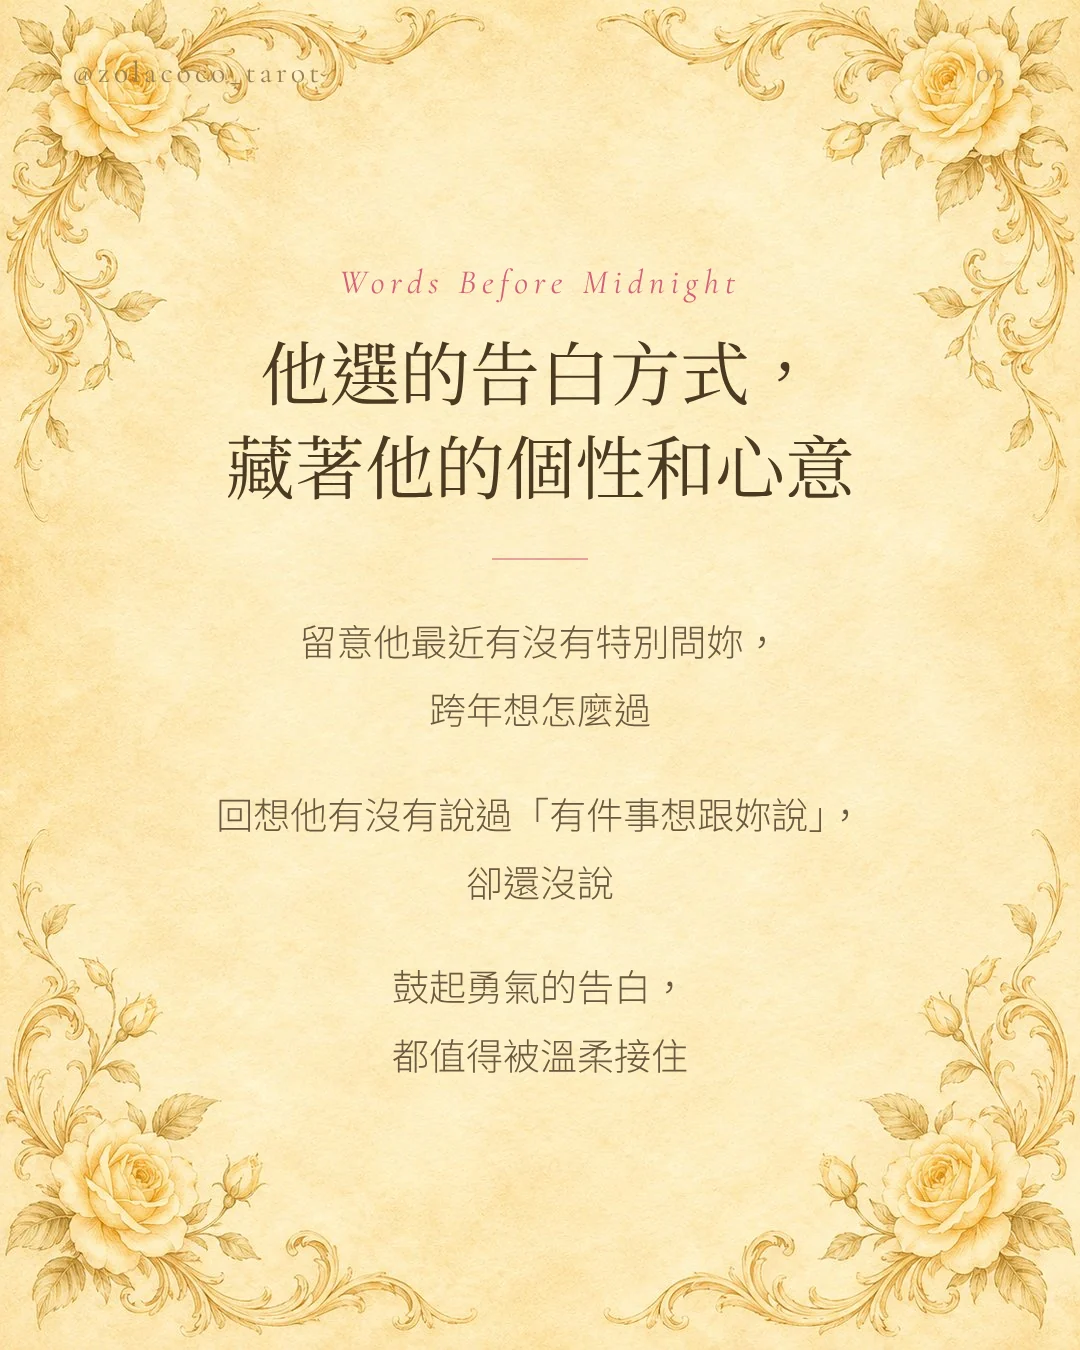 @zolacoco_tarot
03
Words Before Midnight
他選的告白方式，
藏著他的個性和心意
留意他最近有沒有特別問妳，
跨年想怎麼過
回想他有沒有說過「有件事想跟妳說」，
卻還沒說
鼓起勇氣的告白，
都值得被溫柔接住